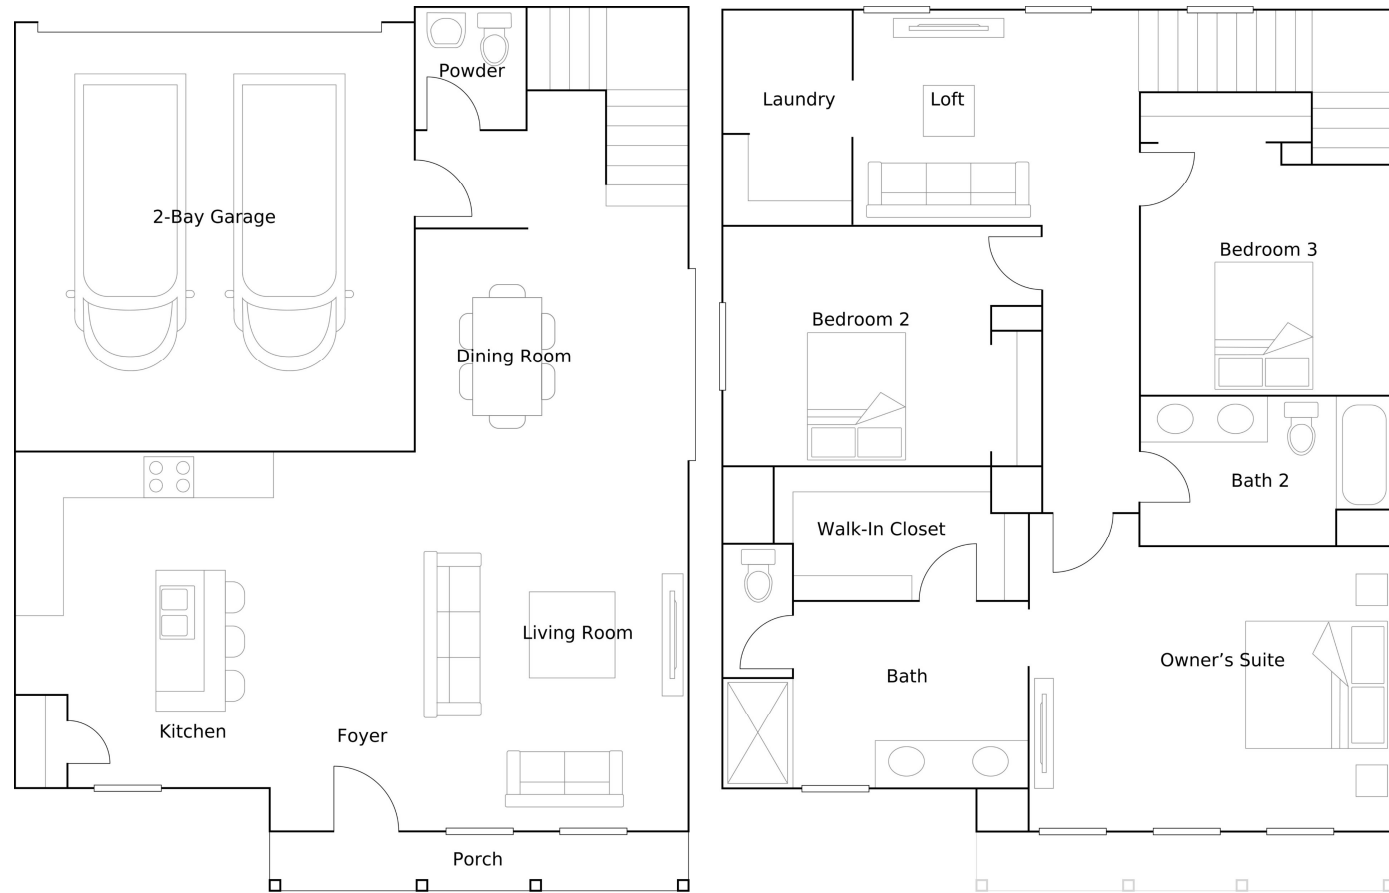 Powder
2-Bay Garage
Dining Room
Living Room
Kitchen
Foyer
Porch
Laundry
Loft
Bedroom 3
Bedroom 2
Bath 2
Walk-In Closet
Owner’s Suite
Bath